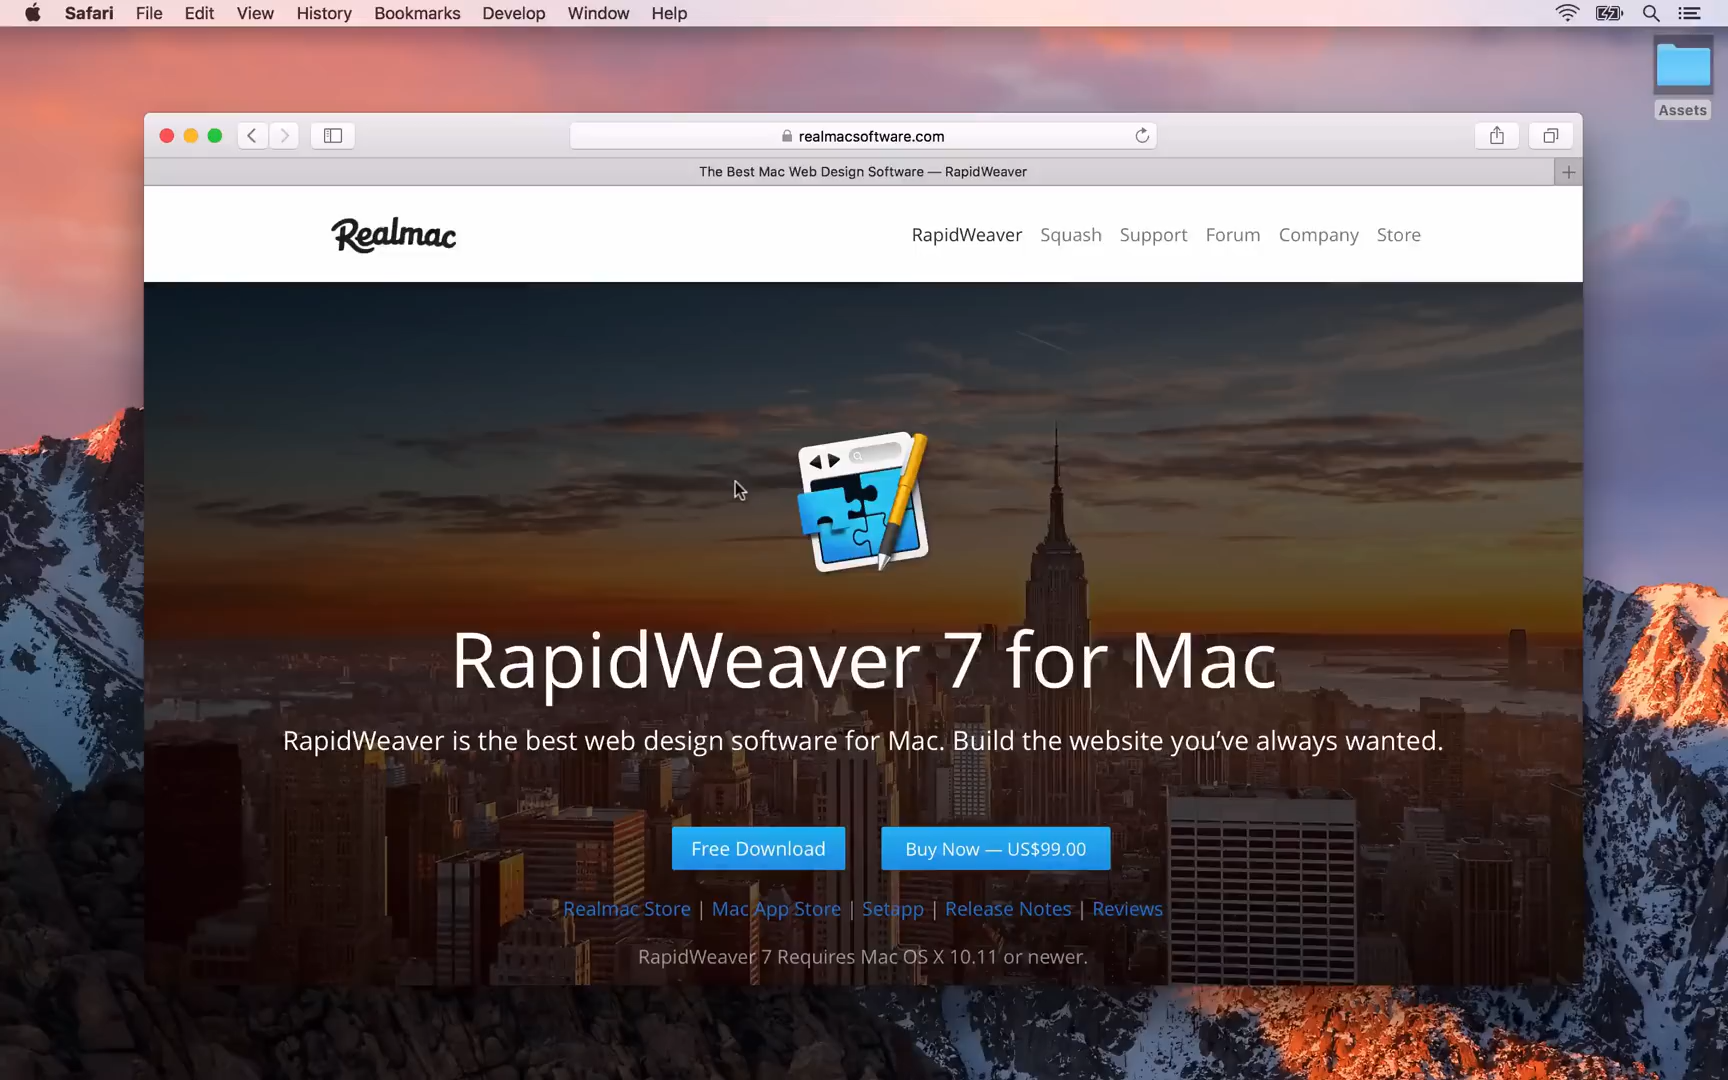 Safari File Edit View History Bookmarks Develop Window Help
Assets
realmacsoftware.com
The Best Mac Web Design Software — RapidWeaver
Realmac RapidWeaver Squash Support Forum Company Store
RapidWeaver 7 for Mac
RapidWeaver is the best web design software for Mac. Build the website you’ve always wanted.
Free Download Buy Now — US$99.00
Realmac Store | Mac App Store | Setapp | Release Notes | Reviews
RapidWeaver 7 Requires Mac OS X 10.11 or newer.